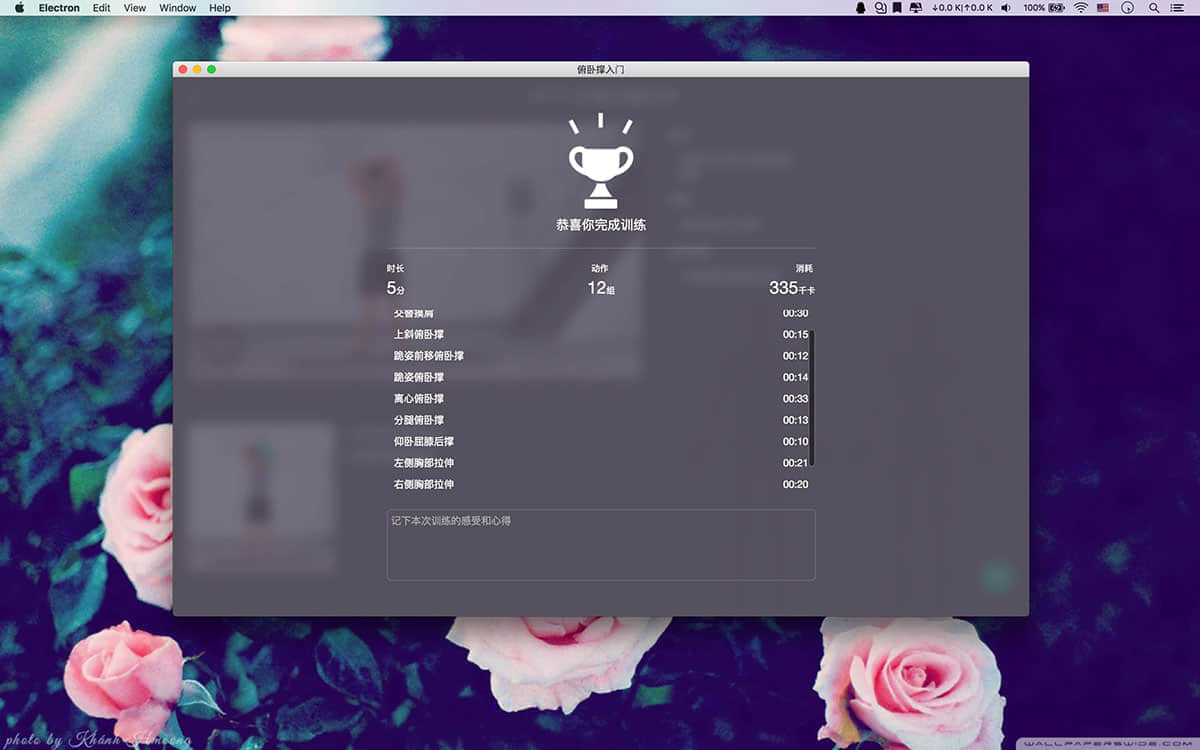 Electron Edit View Window Help
↓0.0 K|↑0.0 K 100%
俯卧撑入门
恭喜你完成训练
时长 动作 消耗
5分 12组 335千卡
交替摸肩 00:30
上斜俯卧撑 00:15
跪姿前移俯卧撑 00:12
跪姿俯卧撑 00:14
离心俯卧撑 00:33
分腿俯卧撑 00:13
仰卧屈膝后撑 00:10
左侧胸部拉伸 00:21
右侧胸部拉伸 00:20
记下本次训练的感受和心得
photo by Khánh Hmoong
WALLPAPERSWIDE.COM